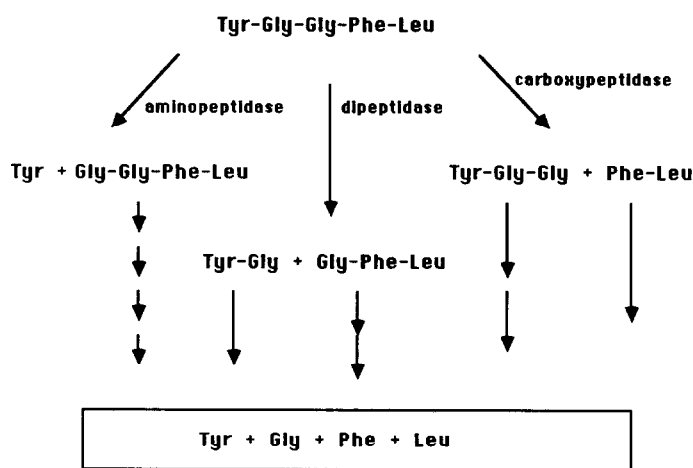 Tyr-Gly-Gly-Phe-Leu
carboxypeptidase
aminopeptidase
dipeptidase
Tyr + Gly-Gly-Phe-Leu
Tyr-Gly-Gly + Phe-Leu
Tyr-Gly + Gly-Phe-Leu
Tyr + Gly + Phe + Leu